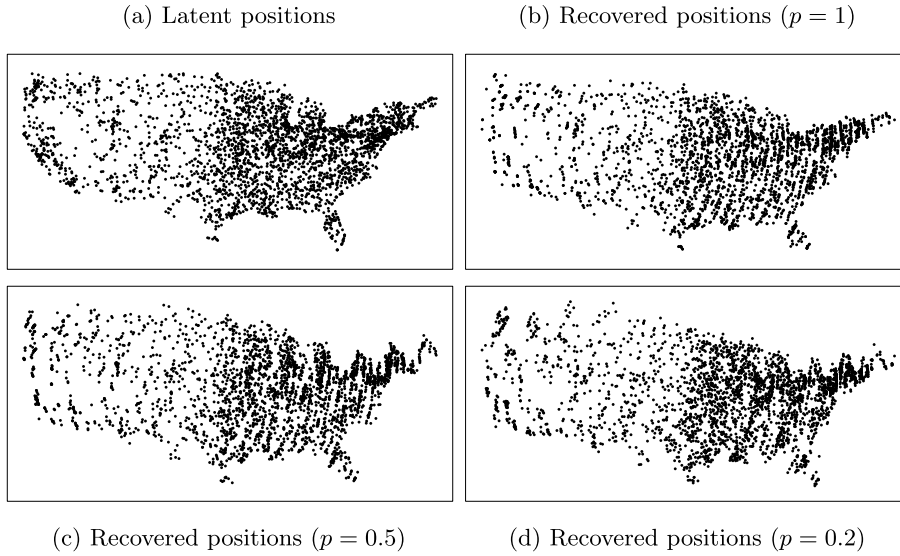 (a) Latent positions
(b) Recovered positions (p = 1)
(c) Recovered positions (p = 0.5)
(d) Recovered positions (p = 0.2)